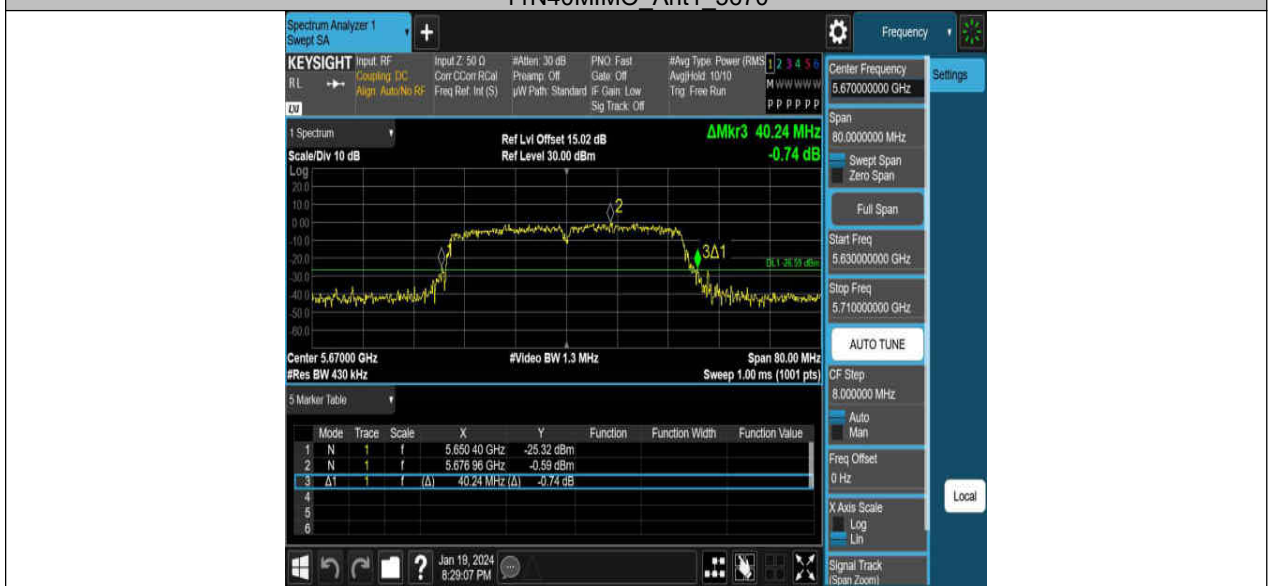 11N40MIMO_Ant1_5670
Spectrum Analyzer 1
Swept SA
+
Frequency
KEYSIGHT
RL
LXI
Input: RF
Coupling: DC
Align: Auto/No RF
Input Z: 50 Ω
Corr CCorr RCal
Freq Ref: Int (S)
#Atten: 30 dB
Preamp: Off
µW Path: Standard
PNO: Fast
Gate: Off
IF Gain: Low
Sig Track: Off
#Avg Type: Power (RMS
Avg|Hold: 10/10
Trig: Free Run
1 2 3 4 5 6
M W W W W W
P P P P P P
1 Spectrum
Scale/Div 10 dB
Ref Lvl Offset 15.02 dB
Ref Level 30.00 dBm
ΔMkr3 40.24 MHz
-0.74 dB
Log
20.0
10.0
0.00
-10.0
-20.0
-30.0
-40.0
-50.0
-60.0
1
2
3Δ1
DL1 -26.59 dBm
Center 5.67000 GHz
#Res BW 430 kHz
#Video BW 1.3 MHz
Span 80.00 MHz
Sweep 1.00 ms (1001 pts)
5 Marker Table
Mode Trace Scale X Y Function Function Width Function Value
1 N 1 f 5.650 40 GHz -25.32 dBm
2 N 1 f 5.676 96 GHz -0.59 dBm
3 Δ1 1 f (Δ) 40.24 MHz (Δ) -0.74 dB
4
5
6
Jan 19, 2024
8:29:07 PM
?
Center Frequency
5.670000000 GHz
Settings
Span
80.0000000 MHz
Swept Span
Zero Span
Full Span
Start Freq
5.630000000 GHz
Stop Freq
5.710000000 GHz
AUTO TUNE
CF Step
8.000000 MHz
Auto
Man
Freq Offset
0 Hz
X Axis Scale
Log
Lin
Local
Signal Track
(Span Zoom)